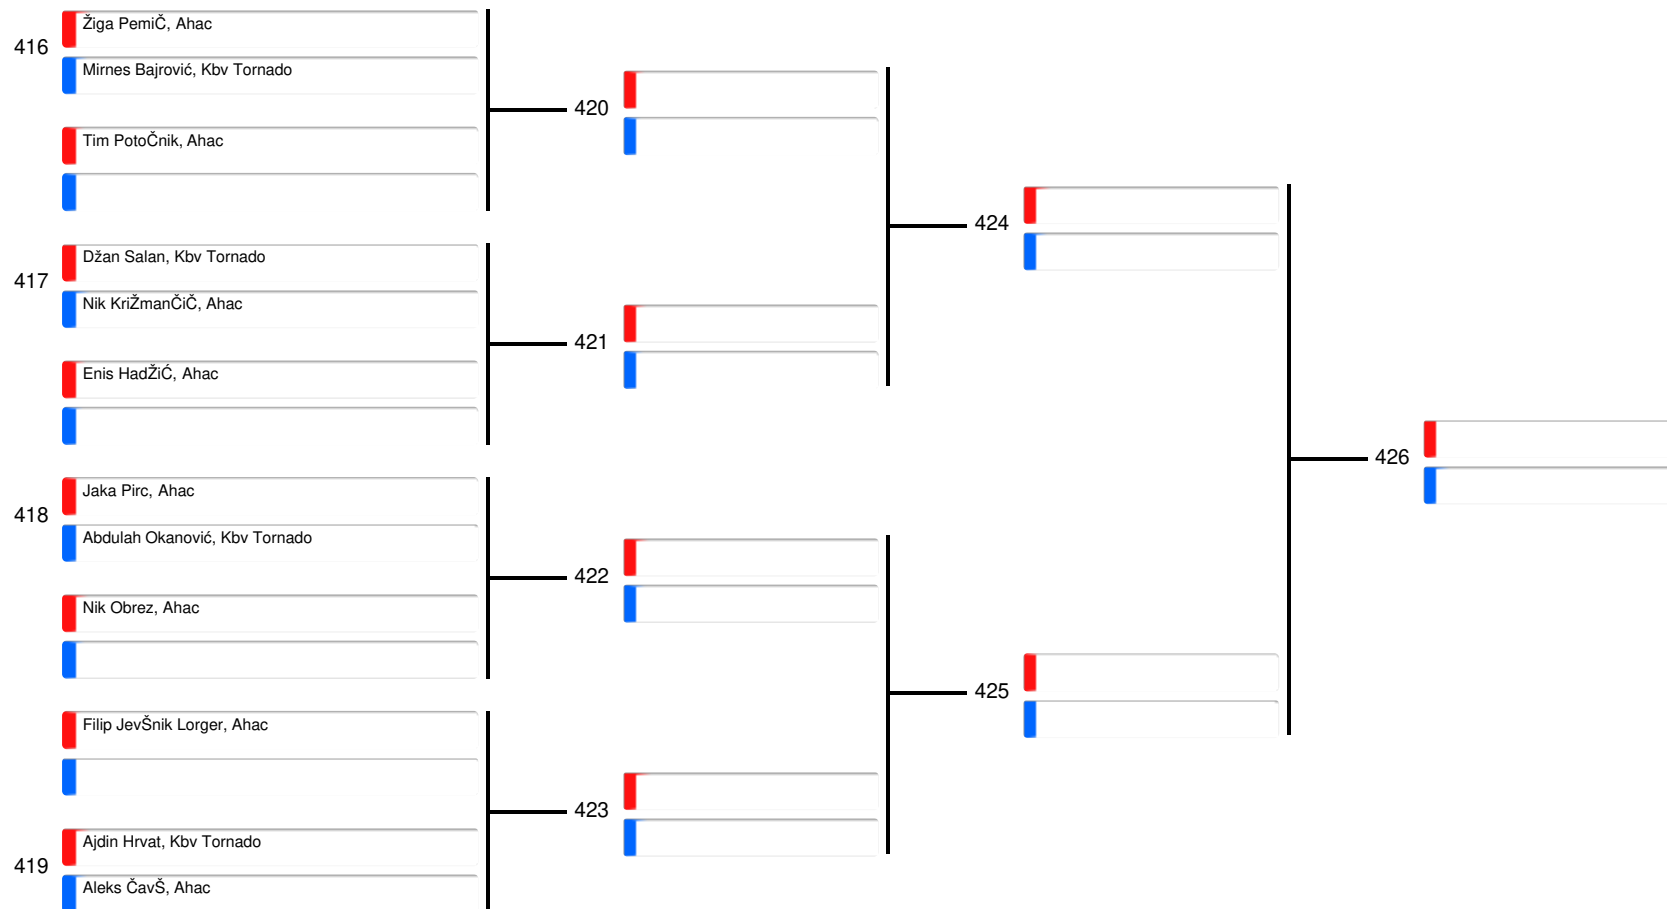 416
Žiga PemiČ, Ahac
Mirnes Bajrović, Kbv Tornado
Tim PotoČnik, Ahac
420
417
Džan Salan, Kbv Tornado
Nik KriŽmanČiČ, Ahac
Enis HadŽiĆ, Ahac
421
424
418
Jaka Pirc, Ahac
Abdulah Okanović, Kbv Tornado
Nik Obrez, Ahac
422
Filip JevŠnik Lorger, Ahac
419
Ajdin Hrvat, Kbv Tornado
Aleks ČavŠ, Ahac
423
425
426